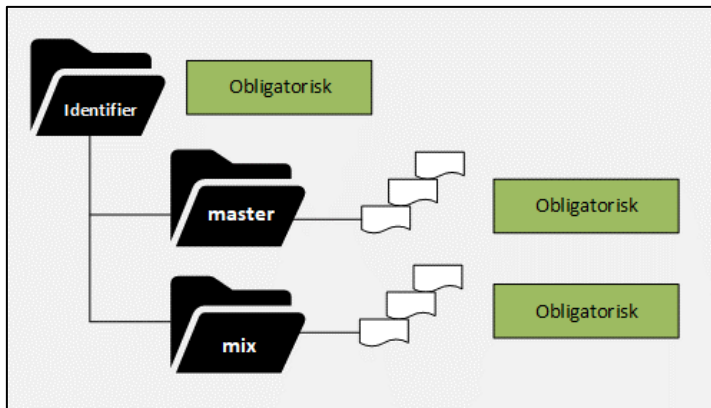 Identifier
Obligatorisk
master
Obligatorisk
mix
Obligatorisk